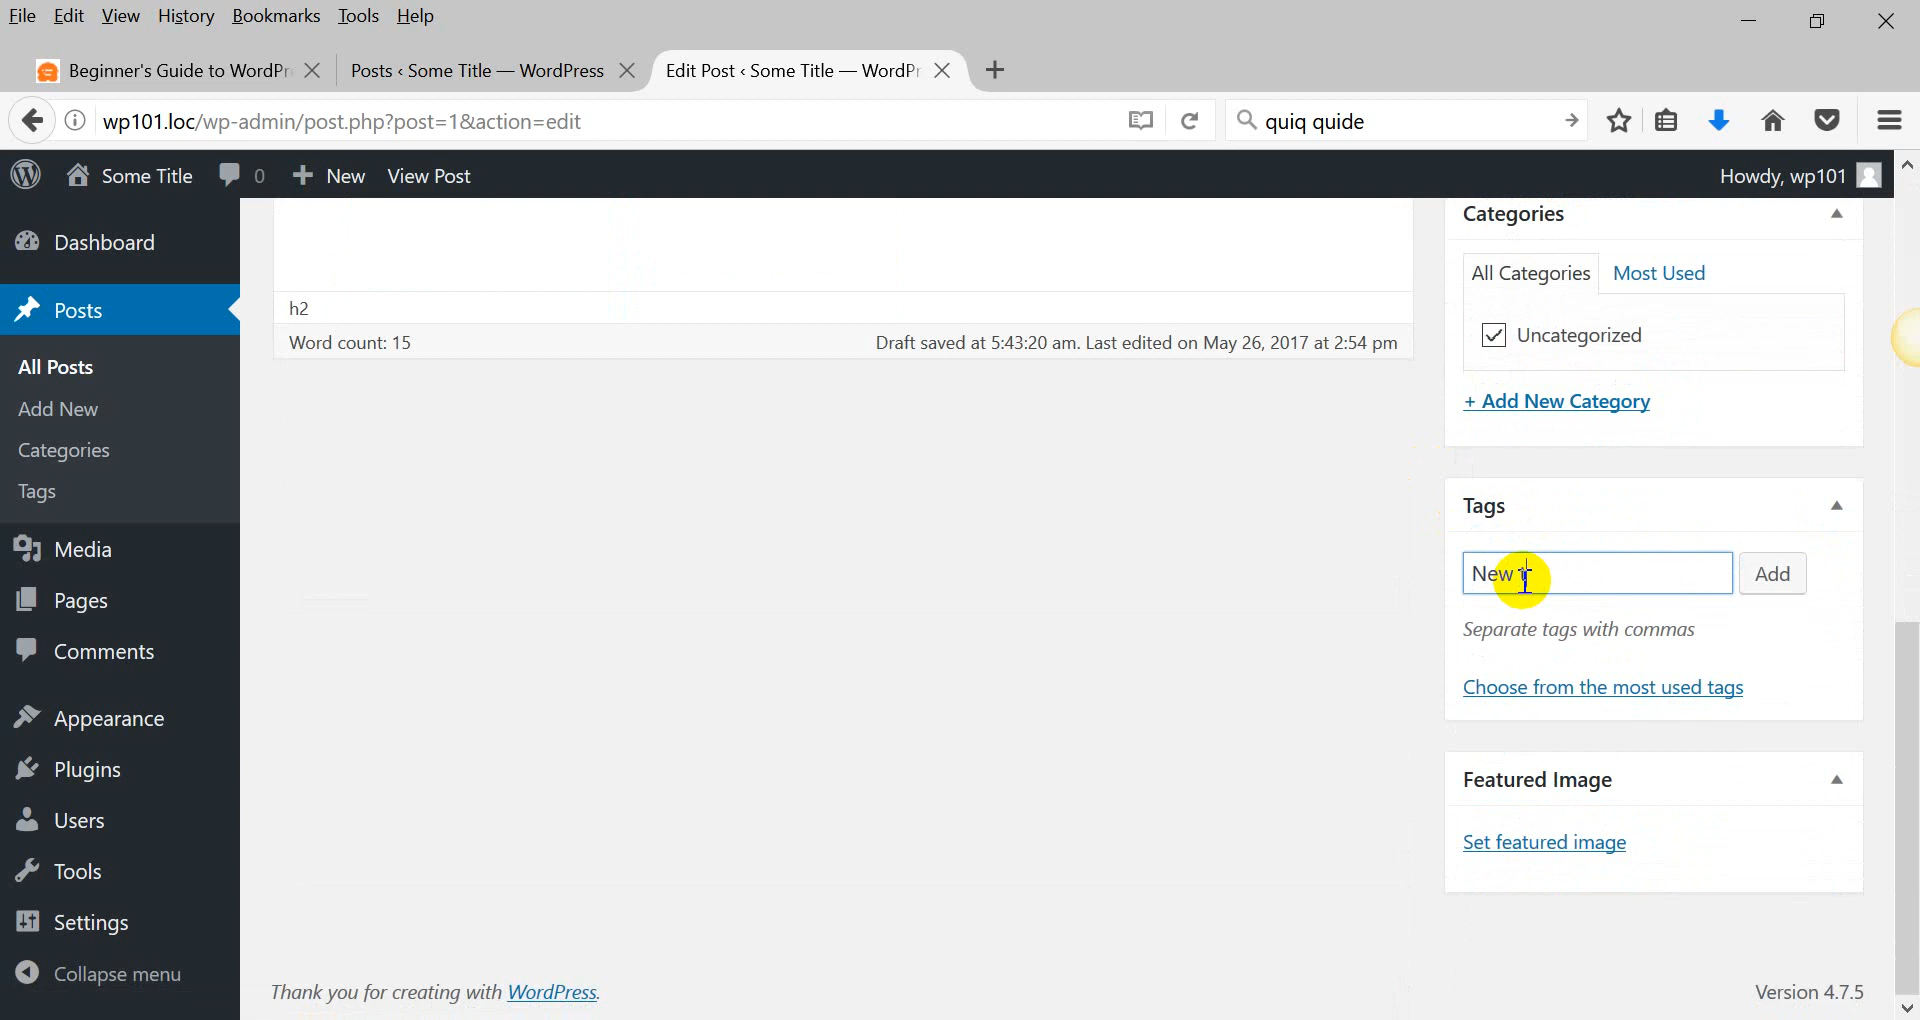 File Edit View History Bookmarks Tools Help
Beginner's Guide to WordPr
Posts ‹ Some Title — WordPress
Edit Post ‹ Some Title — WordPr
wp101.loc/wp-admin/post.php?post=1&action=edit
quiq quide
Some Title 0 New View Post
Howdy, wp101
Dashboard
Posts
All Posts
Add New
Categories
Tags
Media
Pages
Comments
Appearance
Plugins
Users
Tools
Settings
Collapse menu
h2
Word count: 15
Draft saved at 5:43:20 am. Last edited on May 26, 2017 at 2:54 pm
Categories
All Categories Most Used
Uncategorized
+ Add New Category
Tags
New
Add
Separate tags with commas
Choose from the most used tags
Featured Image
Set featured image
Thank you for creating with WordPress.
Version 4.7.5